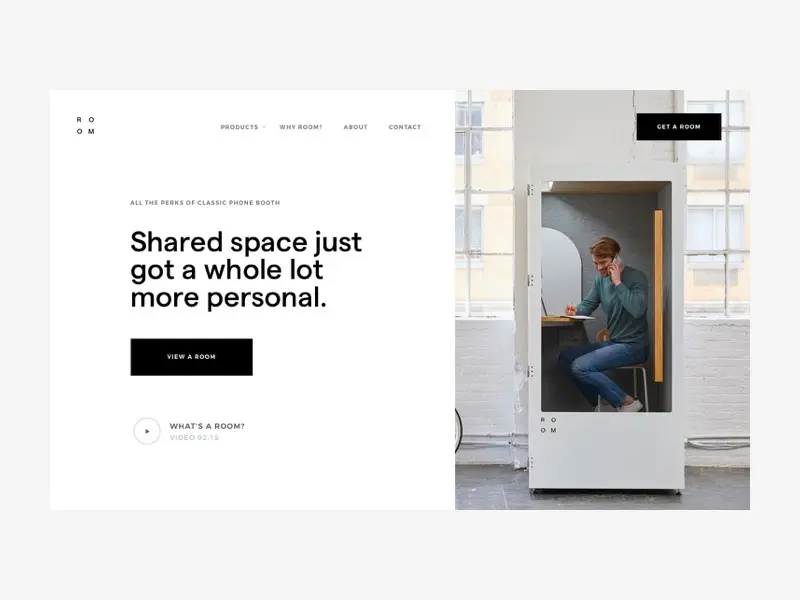 R O
O M
PRODUCTS
WHY ROOM?
ABOUT
CONTACT
GET A ROOM
ALL THE PERKS OF CLASSIC PHONE BOOTH
Shared space just
got a whole lot
more personal.
VIEW A ROOM
WHAT'S A ROOM?
VIDEO 02:15
R O
O M